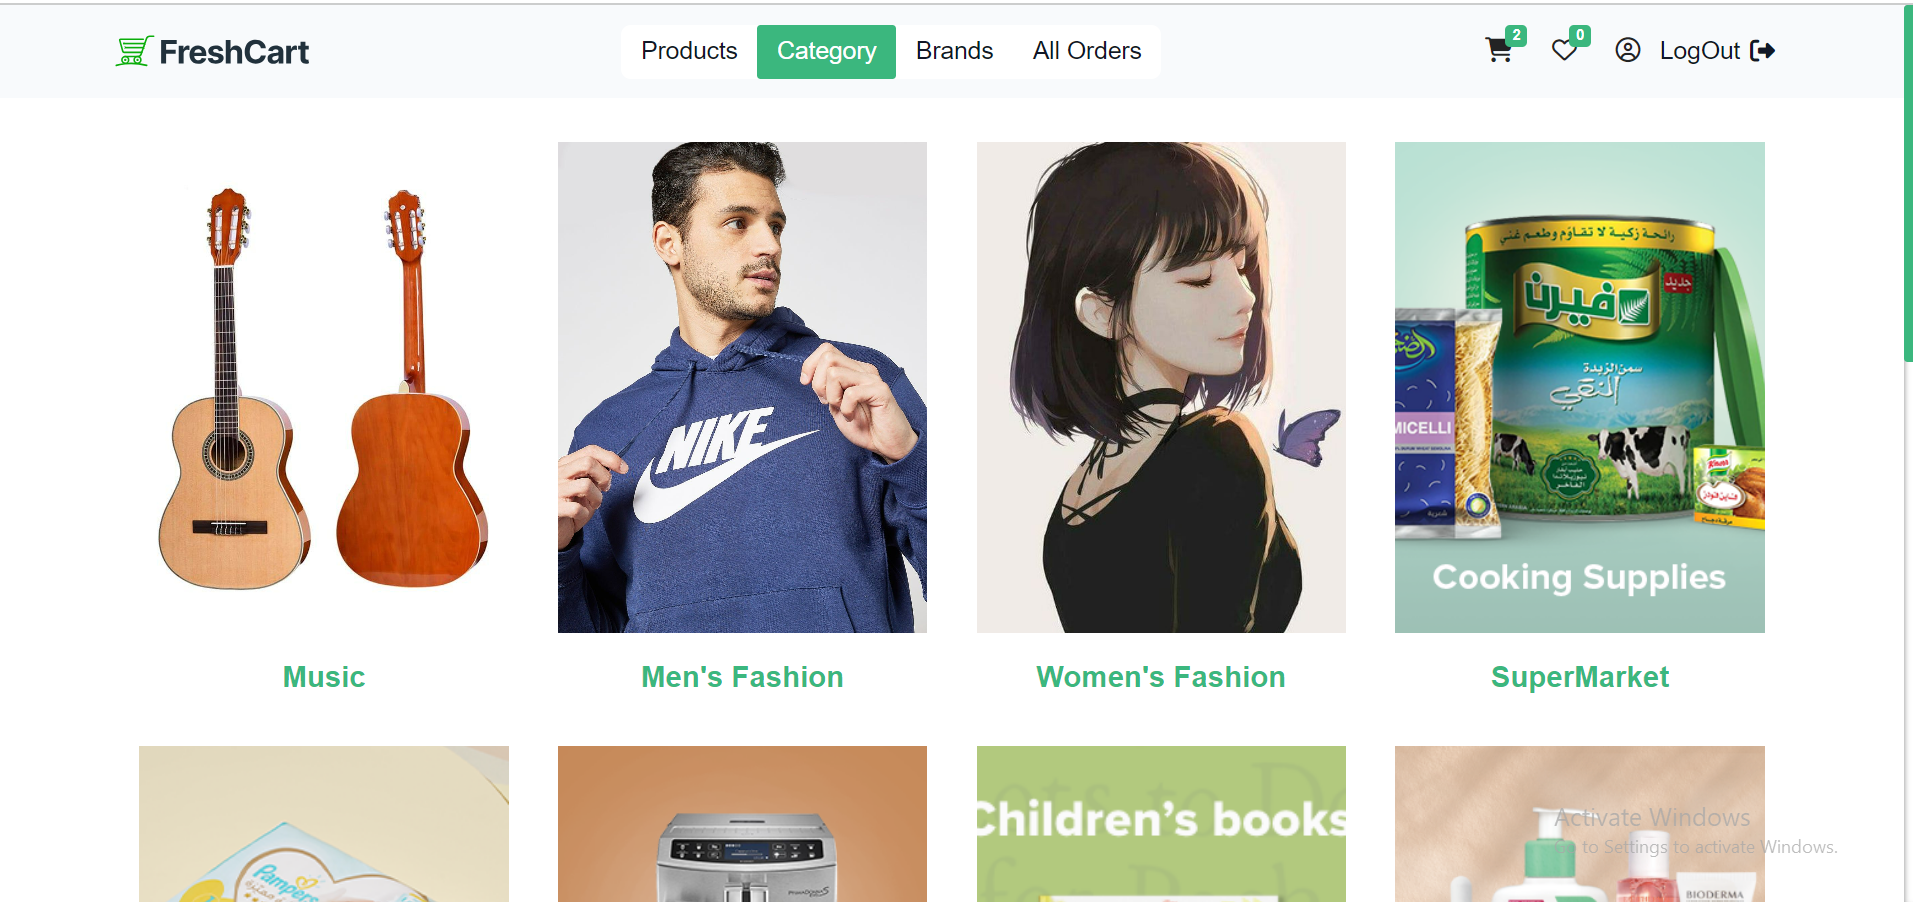 FreshCart
Products
Category
Brands
All Orders
2
0
LogOut
رائحة زكية لا تقاوم وطعم غني
جديد
فيرن
سمن الزبدة
النقي
MICELLI
شعرية
Knorr
Cooking Supplies
Music
Men's Fashion
Women's Fashion
SuperMarket
NIKE
Pampers
PrimaDonna S
Children's books
BIODERMA
Activate Windows
Go to Settings to activate Windows.